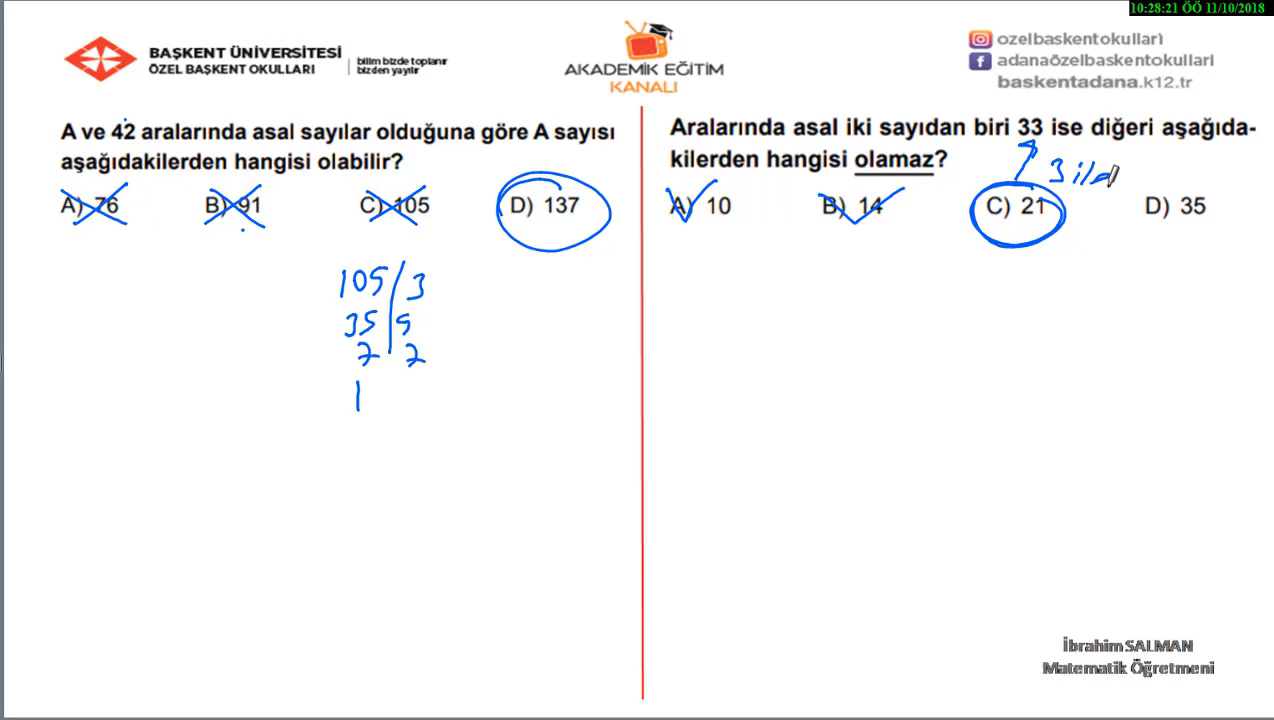 10:28:21 ÖÖ 11/10/2018
BAŞKENT ÜNİVERSİTESİ
ÖZEL BAŞKENT OKULLARI
bilim bizde toplanır
bizden yayılır
AKADEMİK EĞİTİM
KANALI
ozelbaskentokullari
adanaözelbaskentokullari
baskentadana.k12.tr
A ve 42 aralarında asal sayılar olduğuna göre A sayısı
aşağıdakilerden hangisi olabilir?
A) 76 B) 91 C) 105 D) 137
105 3
35 5
7 7
1
Aralarında asal iki sayıdan biri 33 ise diğeri aşağıda-
kilerden hangisi olamaz?
3 ile
A) 10 B) 14 C) 21 D) 35
İbrahim SALMAN
Matematik Öğretmeni